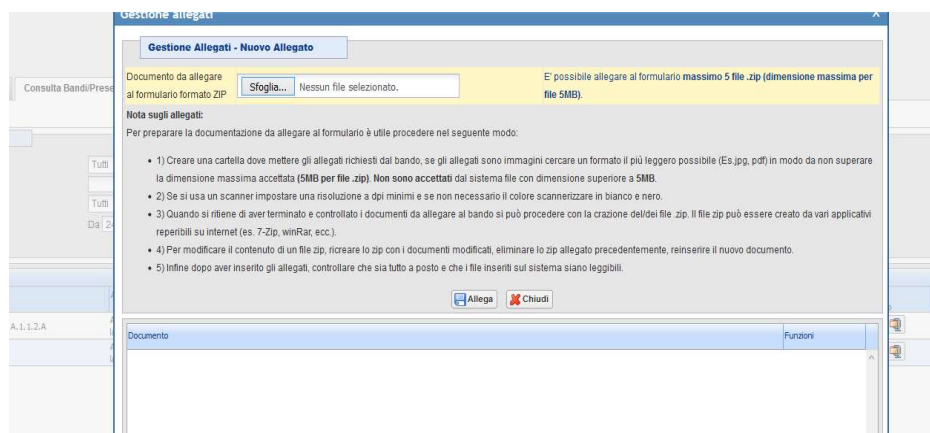 Gestione allegati
X
Gestione Allegati - Nuovo Allegato
Documento da allegare
al formulario formato ZIP
Sfoglia... Nessun file selezionato.
E' possibile allegare al formulario massimo 5 file .zip (dimensione massima per
file 5MB).
Consulta Bandi/Prese
Nota sugli allegati:
Per preparare la documentazione da allegare al formulario è utile procedere nel seguente modo:
• 1) Creare una cartella dove mettere gli allegati richiesti dal bando, se gli allegati sono immagini cercare un formato il più leggero possibile (Es.jpg, pdf) in modo da non superare
la dimensione massima accettata (5MB per file .zip). Non sono accettati dal sistema file con dimensione superiore a 5MB.
• 2) Se si usa un scanner impostare una risoluzione a dpi minimi e se non necessario il colore scannerizzare in bianco e nero.
• 3) Quando si ritiene di aver terminato e controllato i documenti da allegare al bando si può procedere con la crazione del/dei file .zip. Il file zip può essere creato da vari applicativi
reperibili su internet (es. 7-Zip, winRar, ecc.).
• 4) Per modificare il contenuto di un file zip, ricreare lo zip con i documenti modificati, eliminare lo zip allegato precedentemente, reinserire il nuovo documento.
• 5) Infine dopo aver inserito gli allegati, controllare che sia tutto a posto e che i file inseriti sul sistema siano leggibili.
Tutti
Tutti
Da 24
Allega Chiudi
A.1.1.2.A
Documento Funzioni